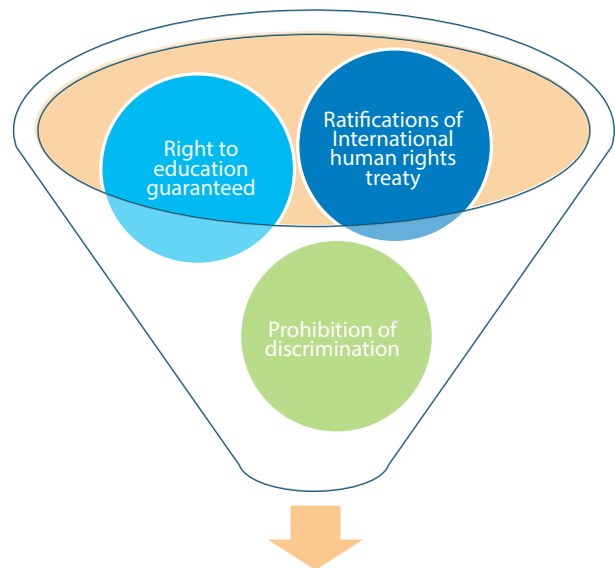 Right to
education
guaranteed
Ratifications of
International
human rights
treaty
Prohibition of
discrimination